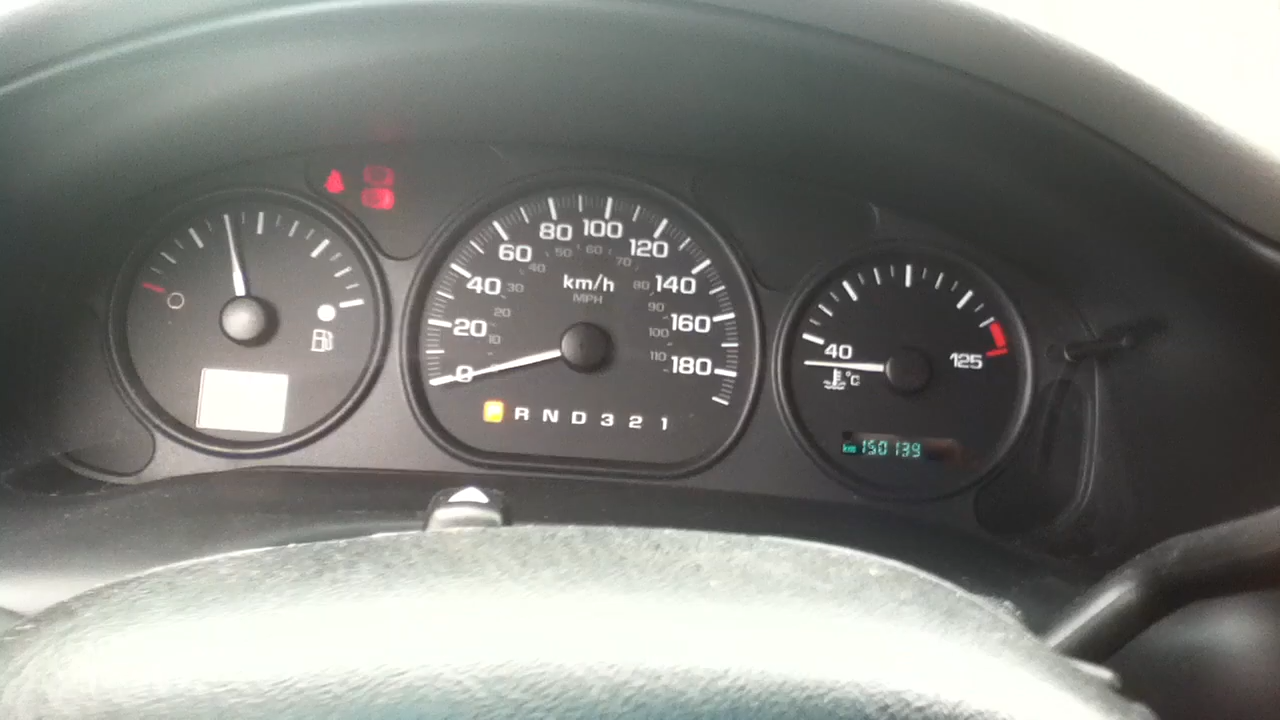 0 20 40 60 80 100 120 140 160 180
10 20 30 40 50 60 70 80 90 100 110
km/h
MPH
P R N D 3 2 1
40 125
°C
km 150139